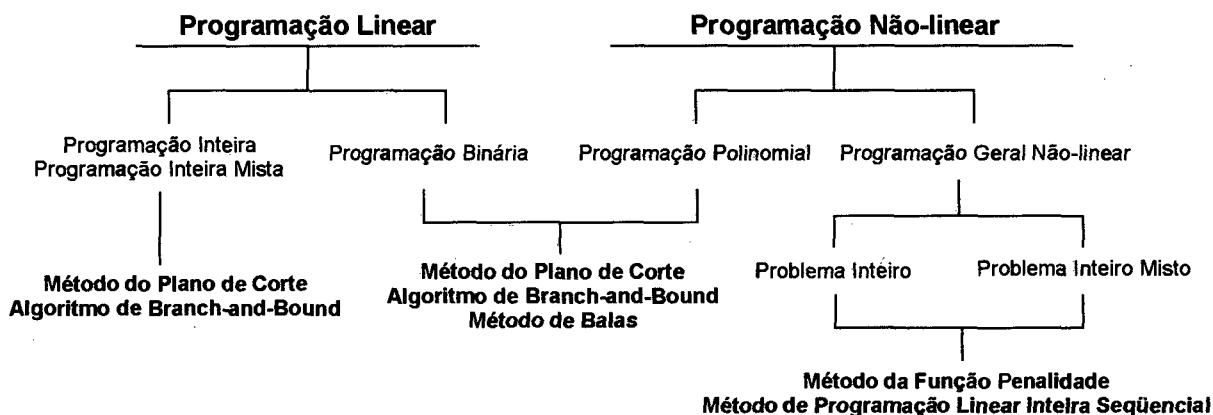 Programação Linear
Programação Não-linear
Programação Inteira
Programação Inteira Mista
Programação Binária
Programação Polinomial
Programação Geral Não-linear
Método do Plano de Corte
Algoritmo de Branch-and-Bound
Método do Plano de Corte
Algoritmo de Branch-and-Bound
Método de Balas
Problema Inteiro
Problema Inteiro Misto
Método da Função Penalidade
Método de Programação Linear Inteira Seqüencial